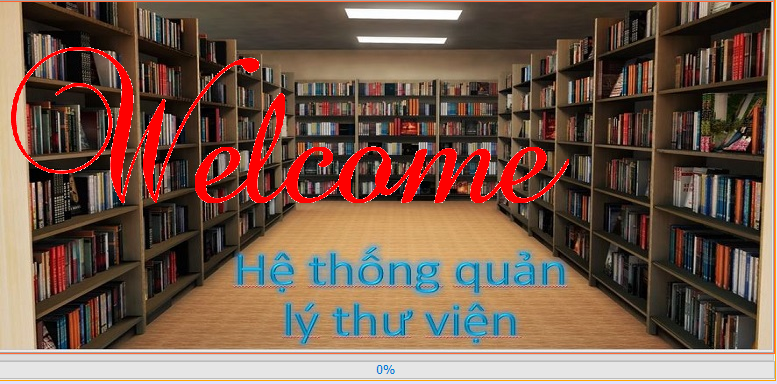 Welcome
Hệ thống quản
lý thư viện
0%